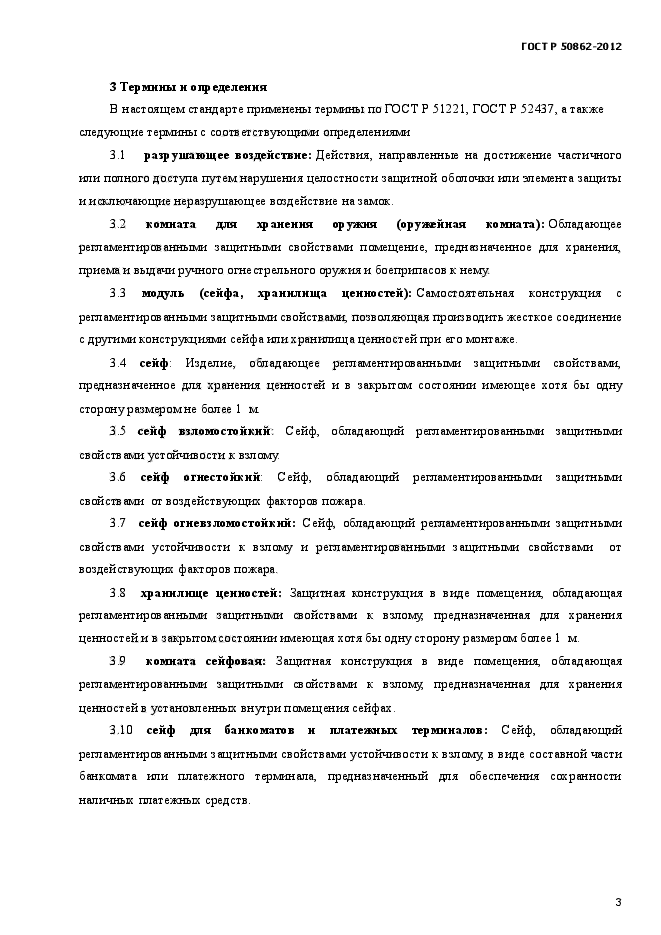 ГОСТ Р 50862-2012
3 Термины и определения
В настоящем стандарте применены термины по ГОСТ Р 51221, ГОСТ Р 52437, а также
следующие термины с соответствующими определениями
3.1 разрушающее воздействие: Действия, направленные на достижение частичного
или полного доступа путем нарушения целостности защитной оболочки или элемента защиты
и исключающие неразрушающее воздействие на замок.
3.2 комната для хранения оружия (оружейная комната): Обладающее
регламентированными защитными свойствами помещение, предназначенное для хранения,
приема и выдачи ручного огнестрельного оружия и боеприпасов к нему.
3.3 модуль (сейфа, хранилища ценностей): Самостоятельная конструкция с
регламентированными защитными свойствами, позволяющая производить жесткое соединение
с другими конструкциями сейфа или хранилища ценностей при его монтаже.
3.4 сейф: Изделие, обладающее регламентированными защитными свойствами,
предназначенное для хранения ценностей и в закрытом состоянии имеющее хотя бы одну
сторону размером не более 1 м
3.5 сейф взломостойкий: Сейф, обладающий регламентированными защитными
свойствами устойчивости к взлому.
3.6 сейф огнестойкий: Сейф, обладающий регламентированными защитными
свойствами от воздействующих факторов пожара.
3.7 сейф огневзломостойкий: Сейф, обладающий регламентированными защитными
свойствами устойчивости к взлому и регламентированными защитными свойствами от
воздействующих факторов пожара.
3.8 хранилище ценностей: Защитная конструкция в виде помещения, обладающая
регламентированными защитными свойствами к взлому, предназначенная для хранения
ценностей и в закрытом состоянии имеющая хотя бы одну сторону размером более 1 м.
3.9 комната сейфовая: Защитная конструкция в виде помещения, обладающая
регламентированными защитными свойствами к взлому, предназначенная для хранения
ценностей в установленных внутри помещения сейфах.
3.10 сейф для банкоматов и платежных терминалов: Сейф, обладающий
регламентированными защитными свойствами устойчивости к взлому, в виде составной части
банкомата или платежного терминала, предназначенный для обеспечения сохранности
наличных платежных средств.
3